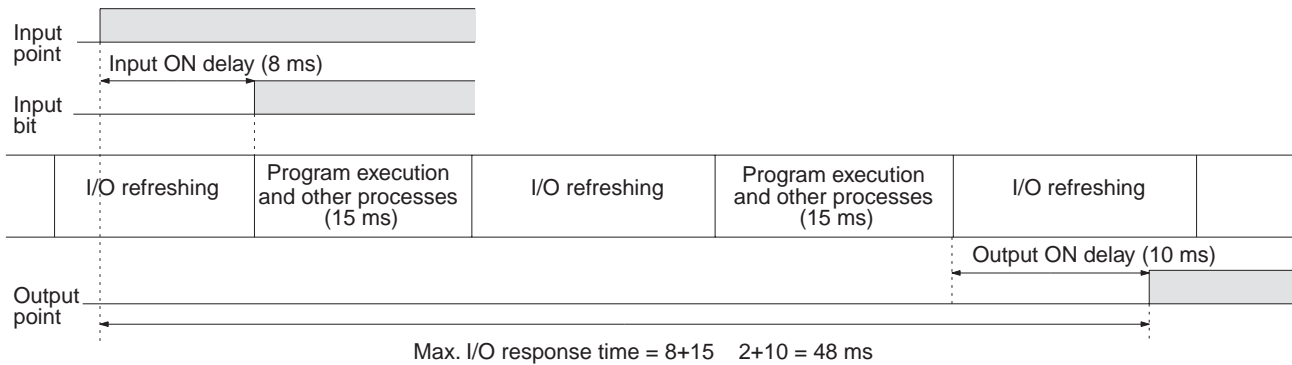 Input
point
Input ON delay (8 ms)
Input
bit
I/O refreshing
Program execution
and other processes
(15 ms)
I/O refreshing
Program execution
and other processes
(15 ms)
I/O refreshing
Output ON delay (10 ms)
Output
point
Max. I/O response time = 8+15 2+10 = 48 ms